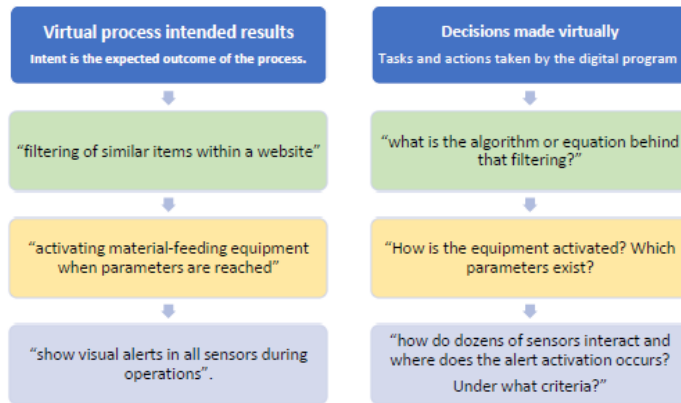 Virtual process intended results
Intent is the expected outcome of the process.
“filtering of similar items within a website”
“activating material-feeding equipment
when parameters are reached”
“show visual alerts in all sensors during
operations”.
Decisions made virtually
Tasks and actions taken by the digital program
“what is the algorithm or equation behind
that filtering?”
“How is the equipment activated? Which
parameters exist?
“how do dozens of sensors interact and
where does the alert activation occurs?
Under what criteria?”